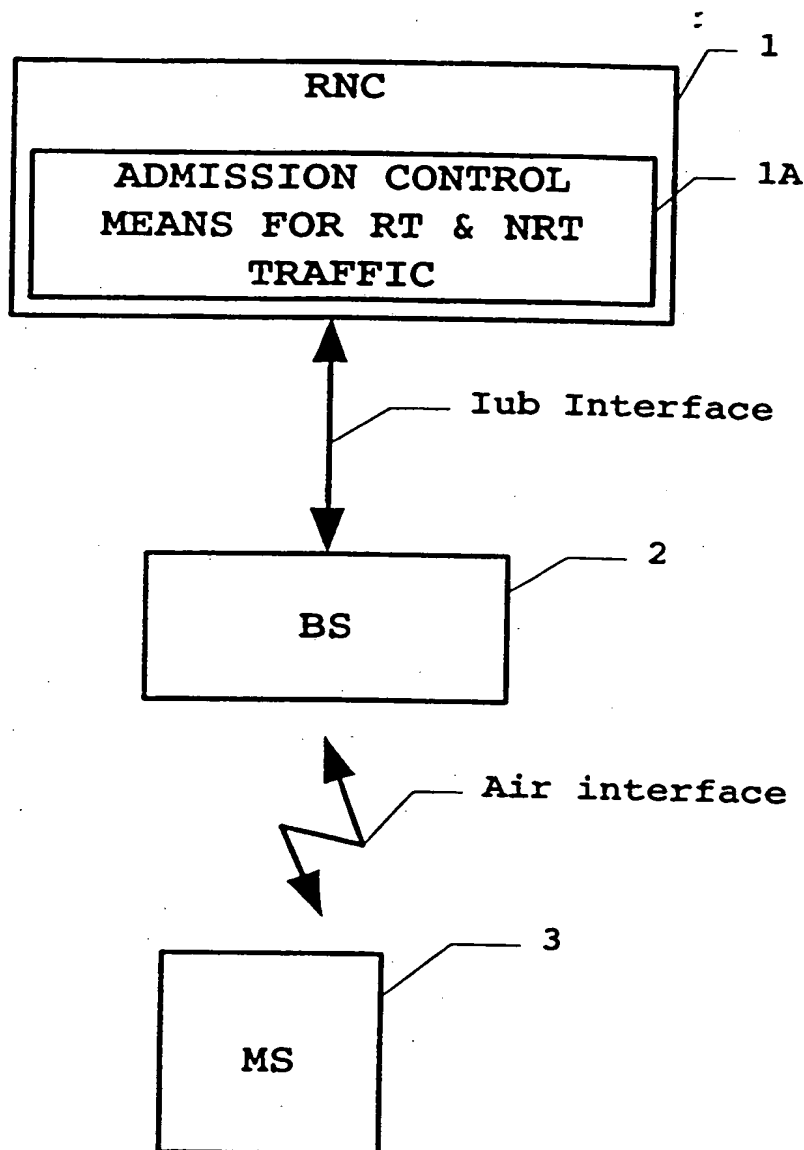 1
RNC
1A
ADMISSION CONTROL
MEANS FOR RT & NRT
TRAFFIC
Iub Interface
2
BS
Air interface
3
MS